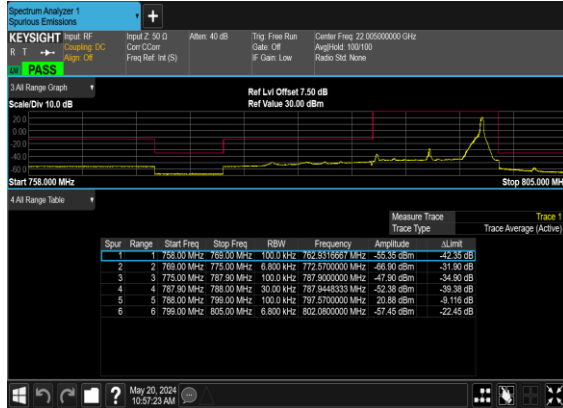 Spectrum Analyzer 1
Spurious Emissions
KEYSIGHT Input: RF Input Z: 50 Ω Atten: 40 dB Trig: Free Run Center Freq: 22.005000000 GHz
R T Coupling: DC Corr CCorr Gate: Off Avg|Hold: 100/100
Align: Off Freq Ref: Int (S) IF Gain: Low Radio Std: None
PASS
3 All Range Graph Ref Lvl Offset 7.50 dB
Scale/Div 10.0 dB Ref Value 30.00 dBm
20.0
0.00
-20.0
-40.0
-60.0
Start 758.000 MHz Stop 805.000 MH
4 All Range Table
Measure Trace Trace 1
Trace Type Trace Average (Active)
Spur Range Start Freq Stop Freq RBW Frequency Amplitude ΔLimit
1 1 758.00 MHz 769.00 MHz 100.0 kHz 762.9316667 MHz -55.35 dBm -42.35 dB
2 2 769.00 MHz 775.00 MHz 6.800 kHz 772.5700000 MHz -66.90 dBm -31.90 dB
3 3 775.00 MHz 787.90 MHz 100.0 kHz 787.9000000 MHz -47.90 dBm -34.90 dB
4 4 787.90 MHz 788.00 MHz 30.00 kHz 787.9448333 MHz -52.38 dBm -39.38 dB
5 5 788.00 MHz 799.00 MHz 100.0 kHz 797.5700000 MHz 20.88 dBm -9.116 dB
6 6 799.00 MHz 805.00 MHz 6.800 kHz 802.0800000 MHz -57.45 dBm -22.45 dB
? May 20, 2024
10:57:23 AM